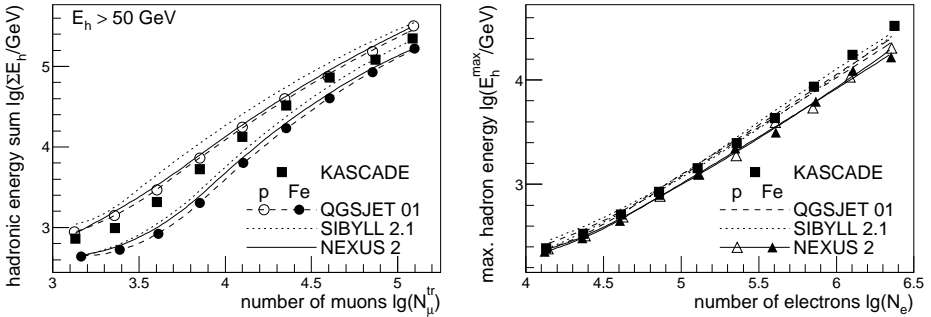 hadronic energy sum lg(ΣE_h/GeV)
5
4
3
E_h > 50 GeV
KASCADE
p Fe
QGSJET 01
SIBYLL 2.1
NEXUS 2
3 3.5 4 4.5 5
number of muons lg(N_μ^tr)
max. hadron energy lg(E_h^max/GeV)
4
3
2
KASCADE
p Fe
QGSJET 01
SIBYLL 2.1
NEXUS 2
4 4.5 5 5.5 6 6.5
number of electrons lg(N_e)